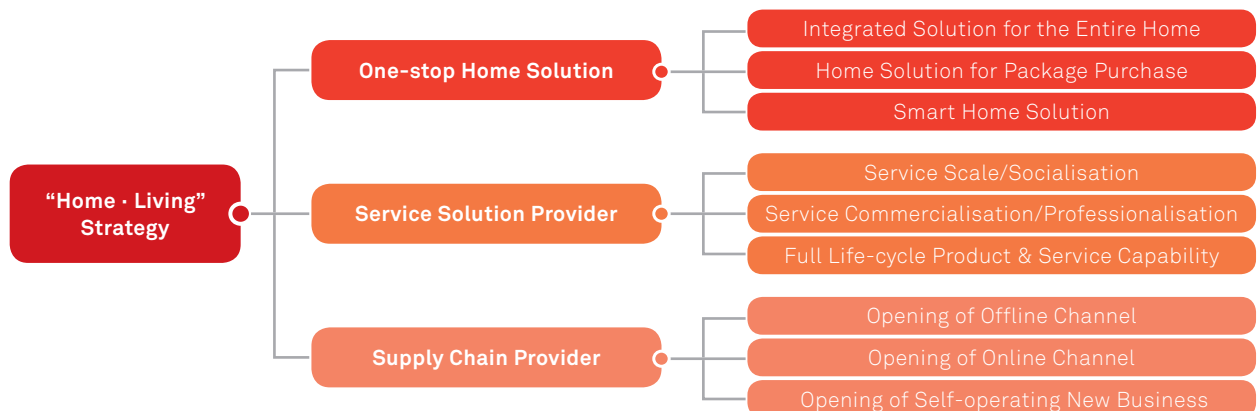 “Home · Living”
Strategy
One-stop Home Solution
Integrated Solution for the Entire Home
Home Solution for Package Purchase
Smart Home Solution
Service Solution Provider
Service Scale/Socialisation
Service Commercialisation/Professionalisation
Full Life-cycle Product & Service Capability
Supply Chain Provider
Opening of Offline Channel
Opening of Online Channel
Opening of Self-operating New Business